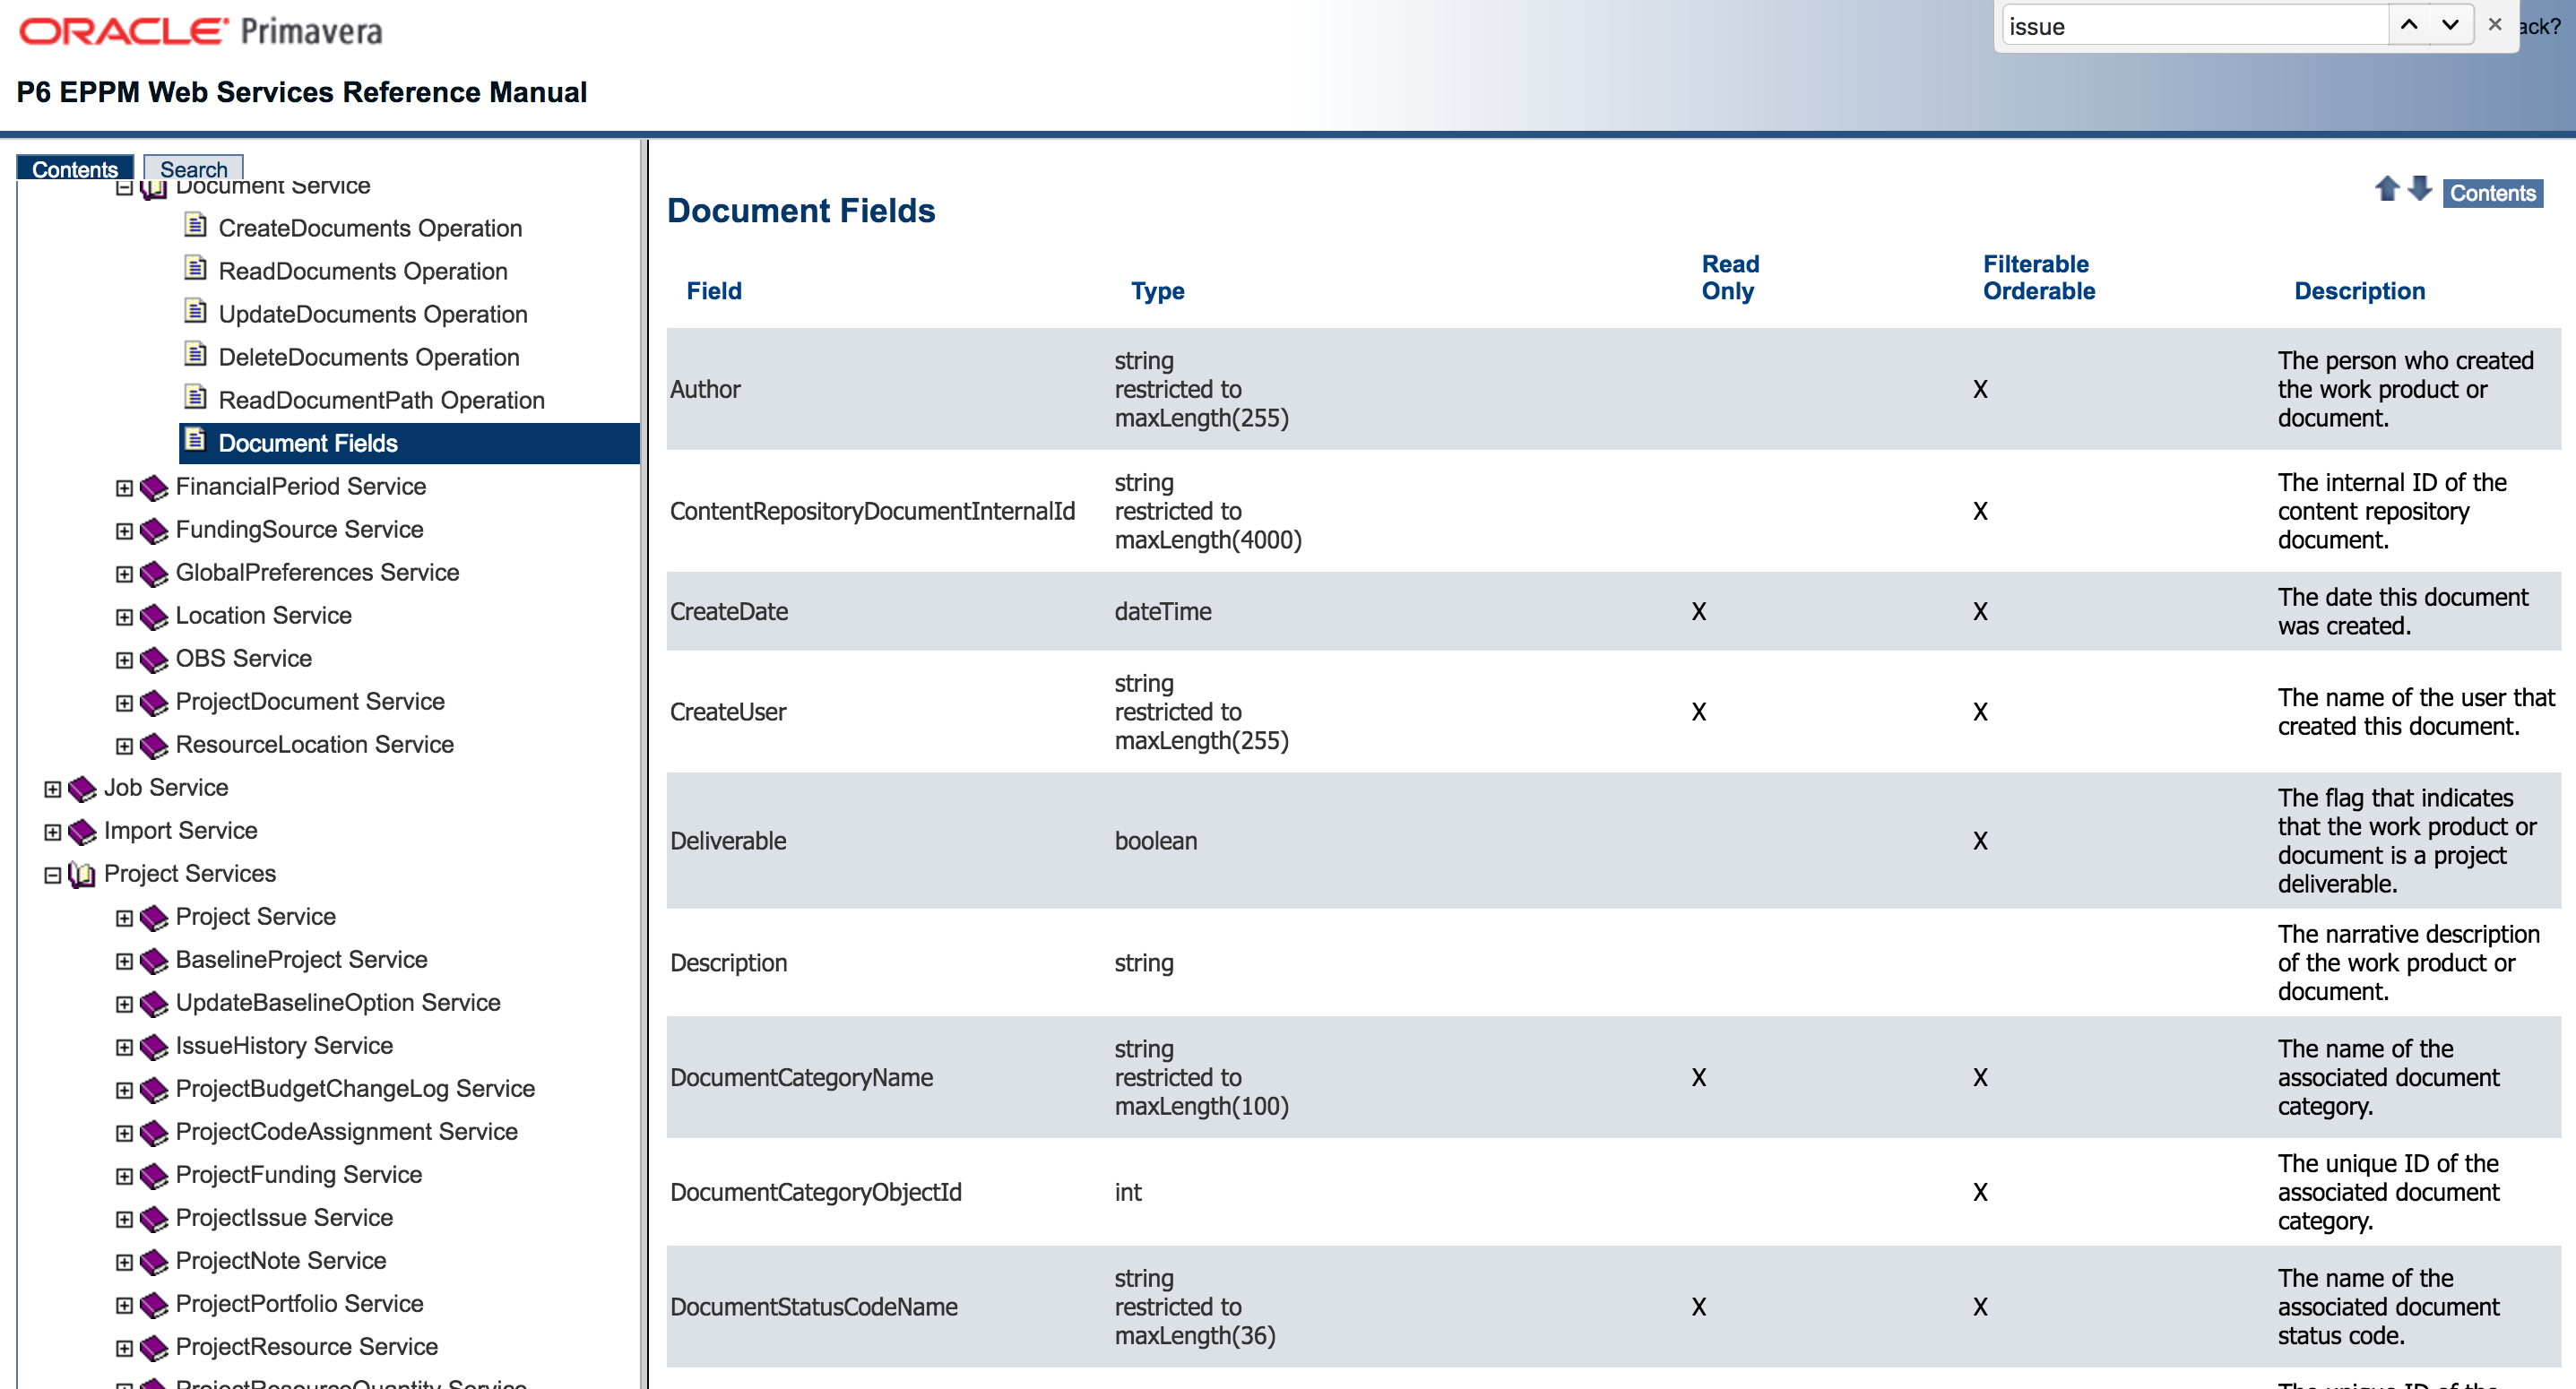 ORACLE Primavera
issue
ack?
P6 EPPM Web Services Reference Manual
Contents
Search
Document Service
CreateDocuments Operation
ReadDocuments Operation
UpdateDocuments Operation
DeleteDocuments Operation
ReadDocumentPath Operation
Document Fields
FinancialPeriod Service
FundingSource Service
GlobalPreferences Service
Location Service
OBS Service
ProjectDocument Service
ResourceLocation Service
Job Service
Import Service
Project Services
Project Service
BaselineProject Service
UpdateBaselineOption Service
IssueHistory Service
ProjectBudgetChangeLog Service
ProjectCodeAssignment Service
ProjectFunding Service
ProjectIssue Service
ProjectNote Service
ProjectPortfolio Service
ProjectResource Service
ProjectResourceQuantity Service
Contents
Document Fields
Field Type Read Only Filterable Orderable Description
Author
string
restricted to
maxLength(255)
X
The person who created
the work product or
document.
ContentRepositoryDocumentInternalId
string
restricted to
maxLength(4000)
X
The internal ID of the
content repository
document.
CreateDate
dateTime
X
X
The date this document
was created.
CreateUser
string
restricted to
maxLength(255)
X
X
The name of the user that
created this document.
Deliverable
boolean
X
The flag that indicates
that the work product or
document is a project
deliverable.
Description
string
The narrative description
of the work product or
document.
DocumentCategoryName
string
restricted to
maxLength(100)
X
X
The name of the
associated document
category.
DocumentCategoryObjectId
int
X
The unique ID of the
associated document
category.
DocumentStatusCodeName
string
restricted to
maxLength(36)
X
X
The name of the
associated document
status code.
The unique ID of the